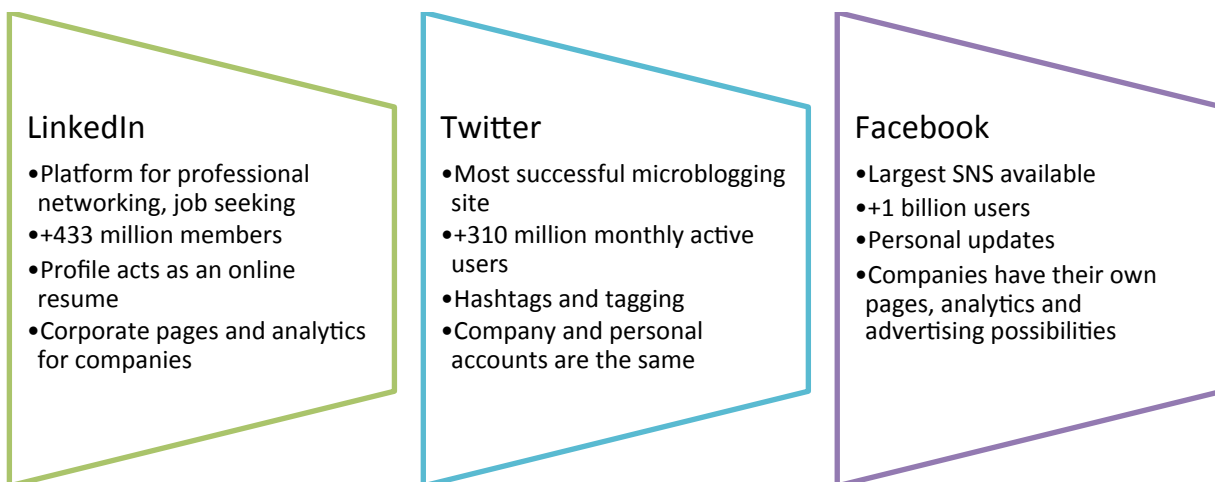 LinkedIn
•Platform for professional
networking, job seeking
•+433 million members
•Profile acts as an online
resume
•Corporate pages and analytics
for companies
Twitter
•Most successful microblogging
site
•+310 million monthly active
users
•Hashtags and tagging
•Company and personal
accounts are the same
Facebook
•Largest SNS available
•+1 billion users
•Personal updates
•Companies have their own
pages, analytics and
advertising possibilities